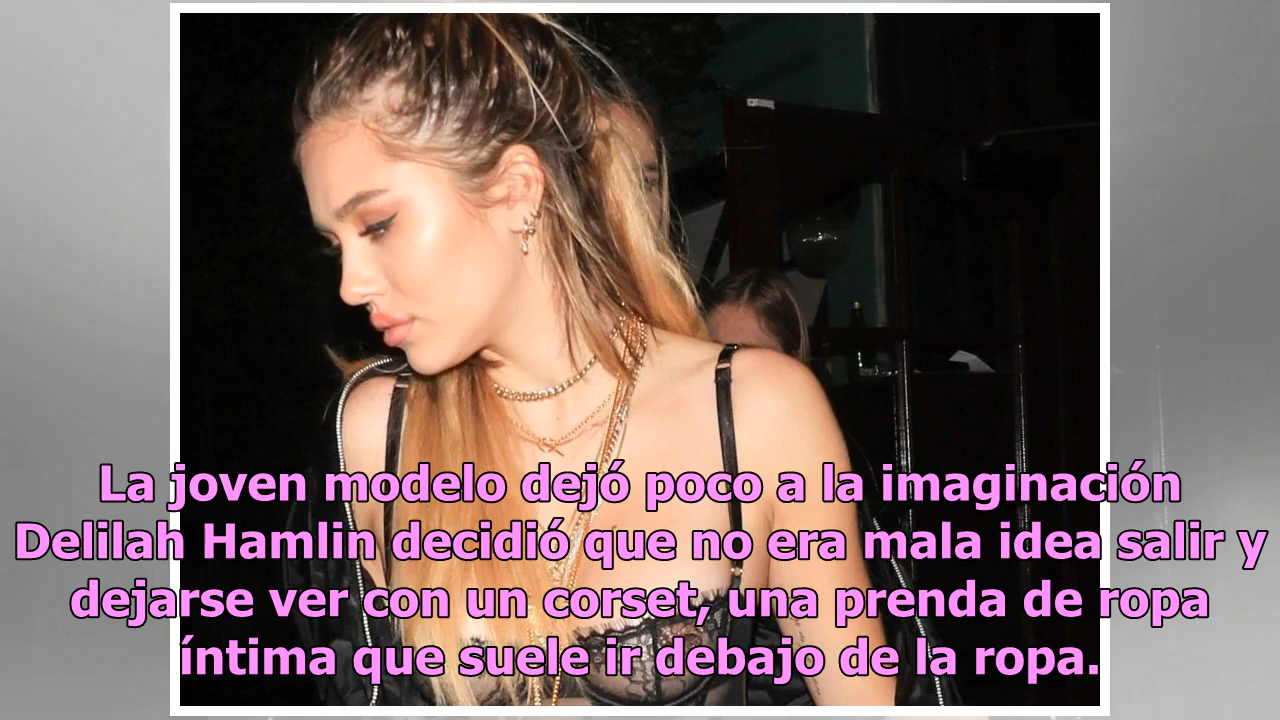 La joven modelo dejó poco a la imaginación
Delilah Hamlin decidió que no era mala idea salir y
dejarse ver con un corset, una prenda de ropa
íntima que suele ir debajo de la ropa.